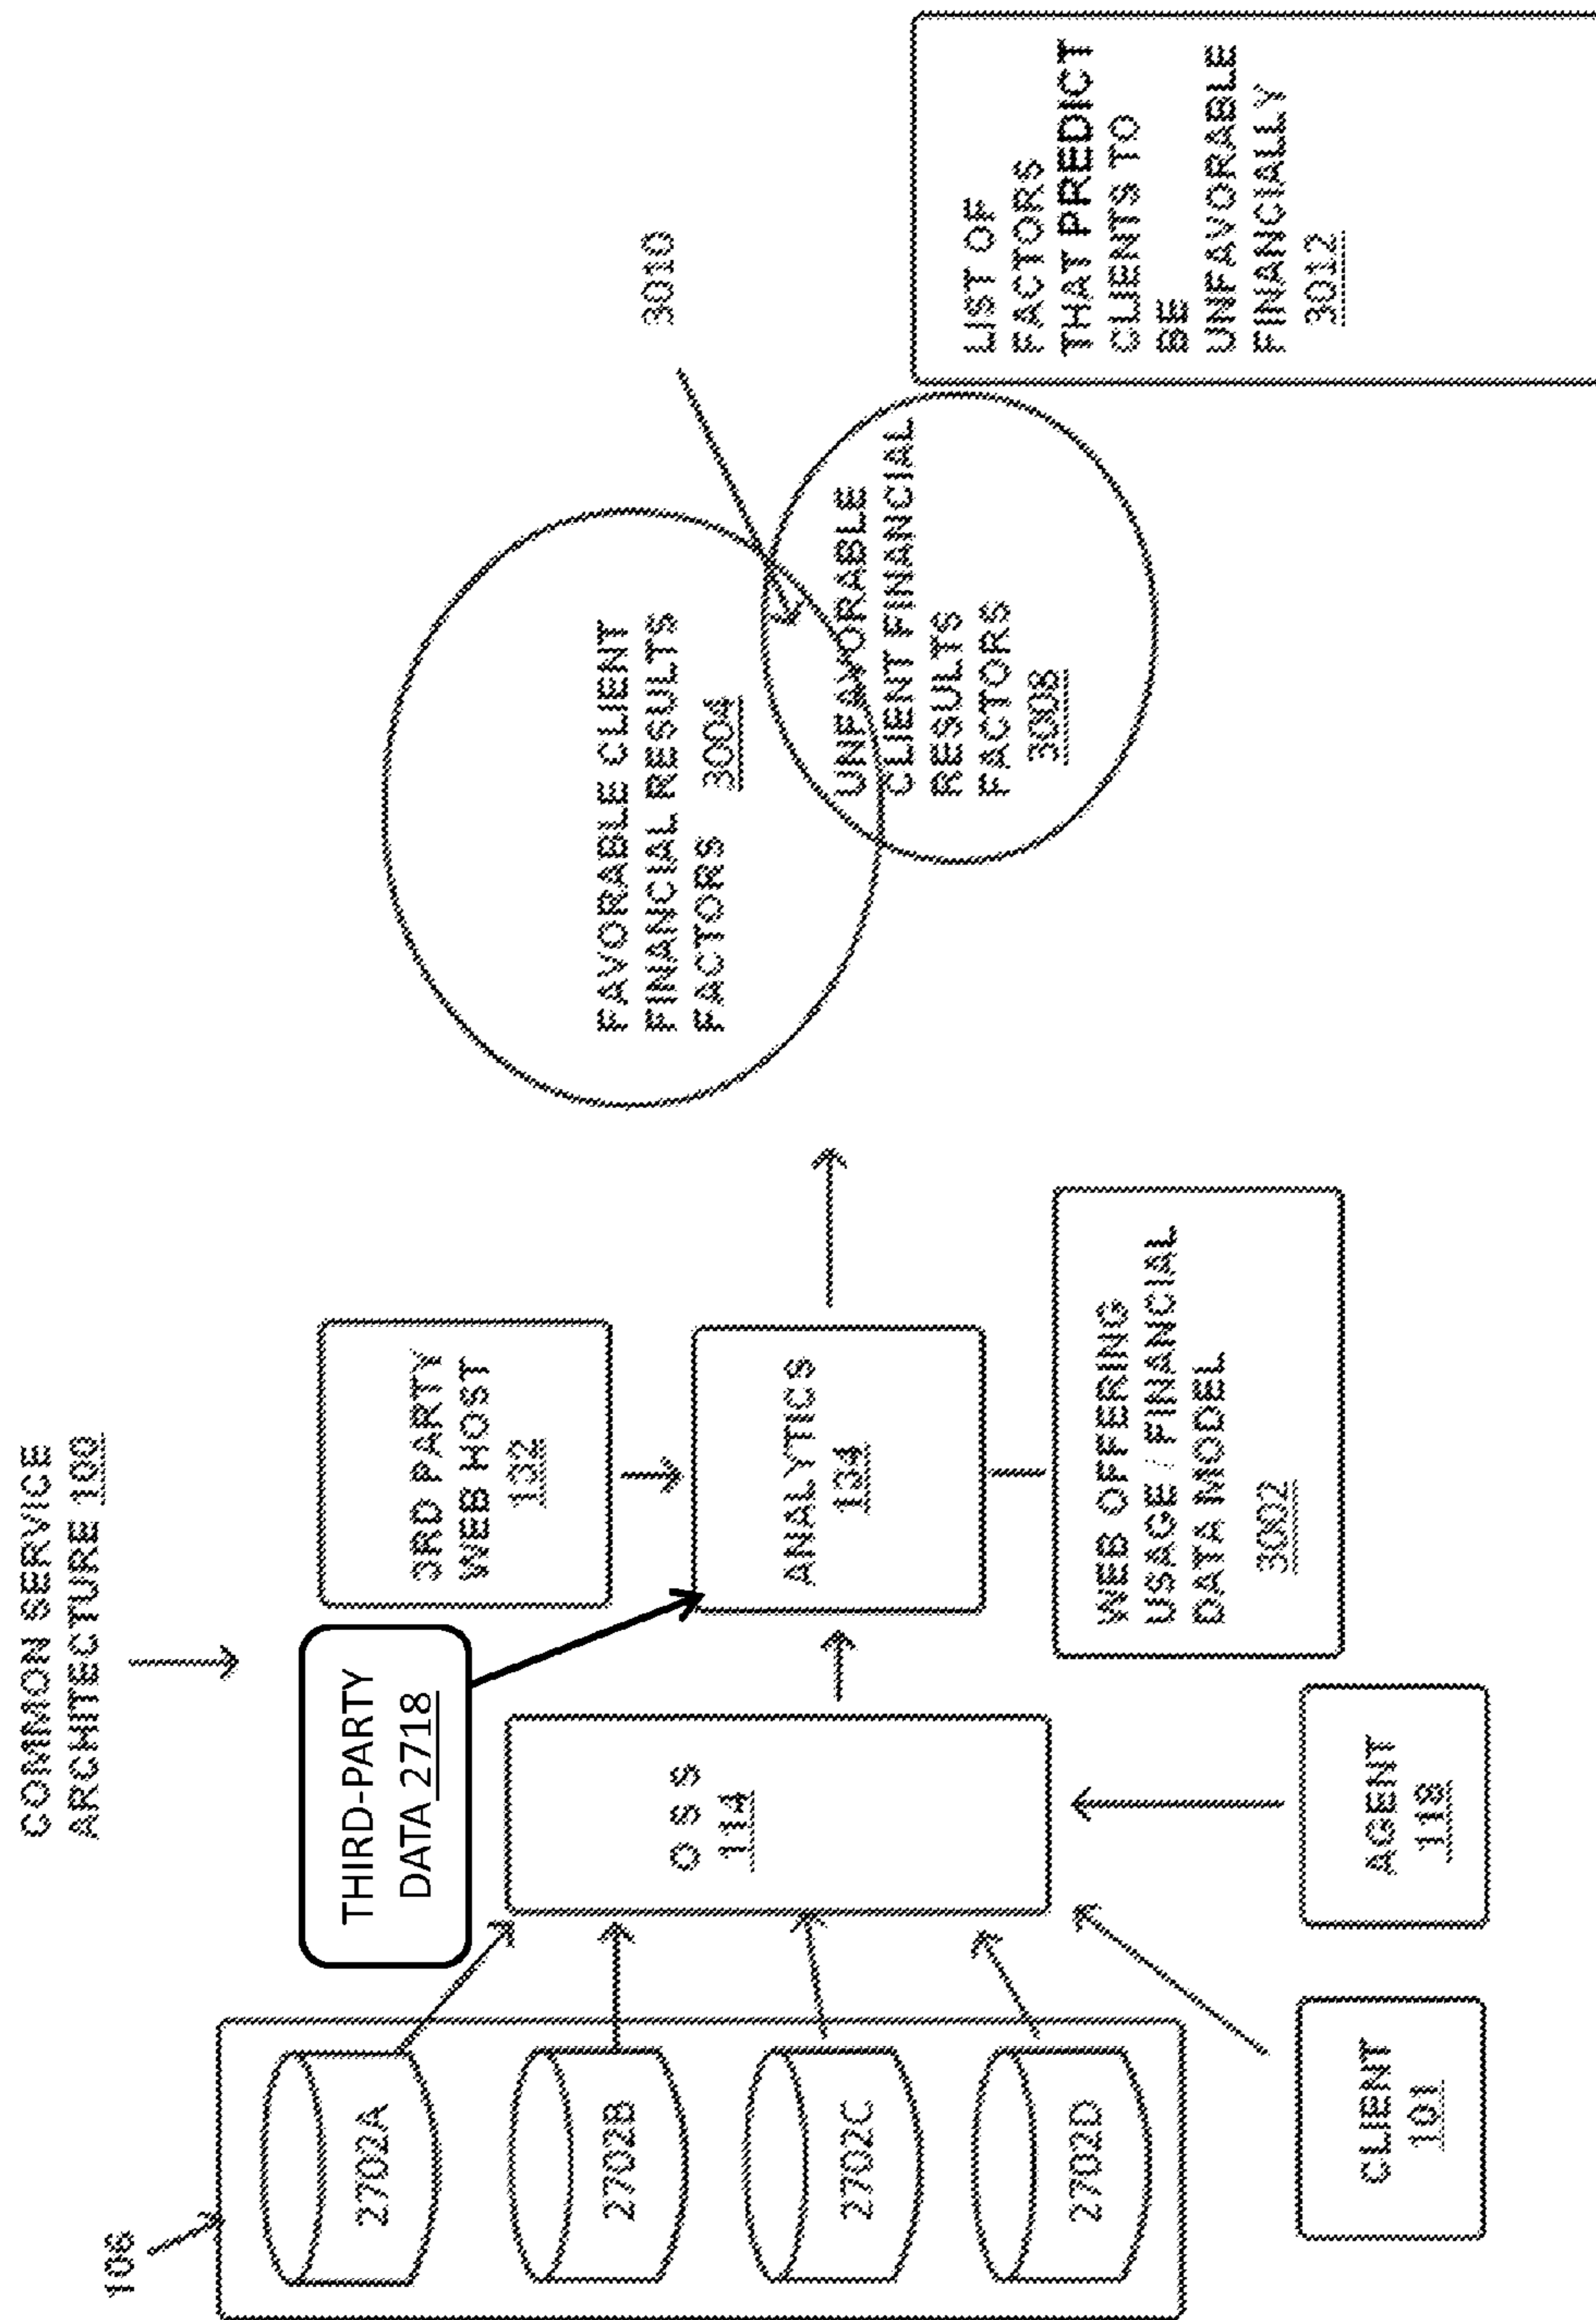 COMMON SERVICE
ARCHITECTURE 100
106
2702A
2702B
2702C
2702D
CLIENT
101
THIRD-PARTY
DATA 2718
O S S
114
AGENT
118
3RD PARTY
WEB HOST
132
ANALYTICS
134
WEB OFFERING
USAGE / FINANCIAL
DATA MODEL
3002
FAVORABLE CLIENT
FINANCIAL RESULTS
FACTORS 3004
3010
UNFAVORABLE
CLIENT FINANCIAL
RESULTS
FACTORS
3008
LIST OF
FACTORS
THAT PREDICT
CLIENTS TO
BE
UNFAVORABLE
FINANCIALLY
3012